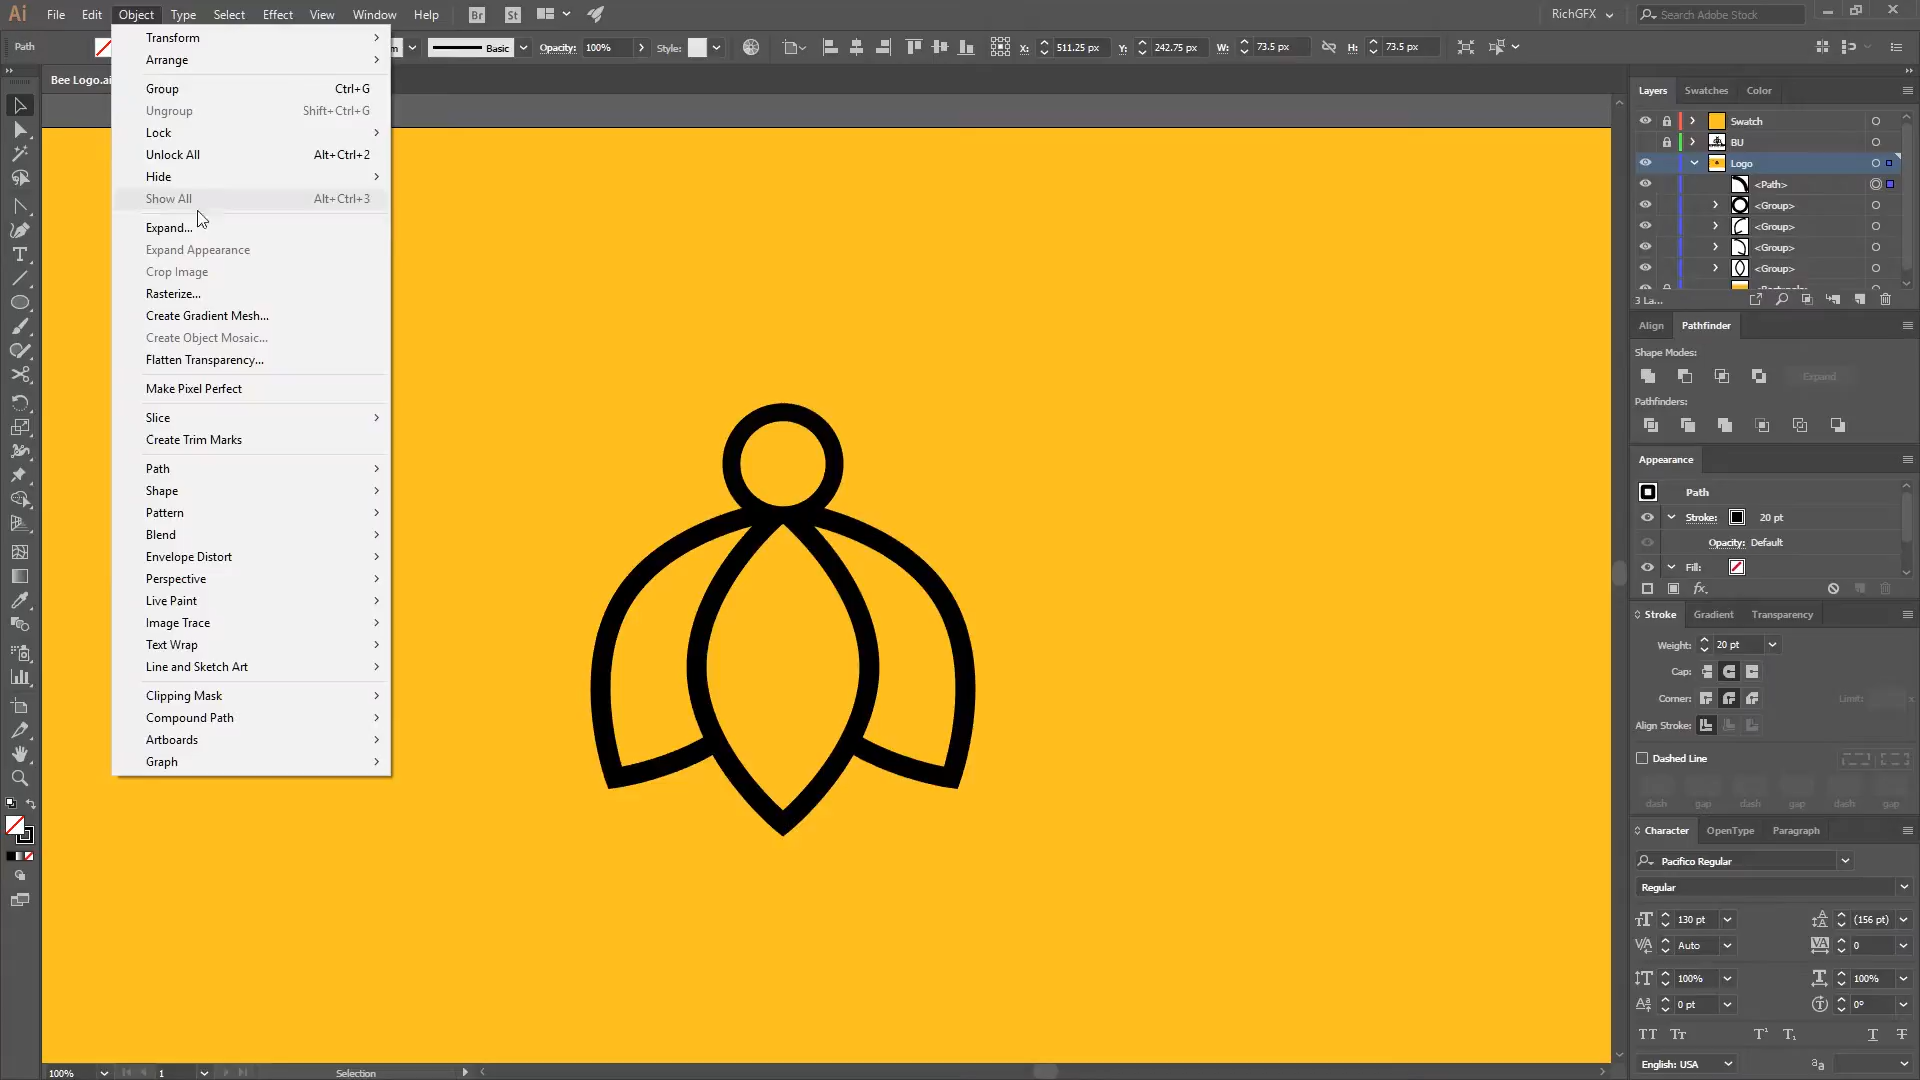 Ai File Edit Object Type Select Effect View Window Help Br St RichGFX Search Adobe Stock
Path Basic Opacity: 100% Style: X: 511.25 px Y: 242.75 px W: 73.5 px H: 73.5 px
Bee Logo.ai
Transform
Arrange
Group Ctrl+G
Ungroup Shift+Ctrl+G
Lock
Unlock All Alt+Ctrl+2
Hide
Show All Alt+Ctrl+3
Expand...
Expand Appearance
Crop Image
Rasterize...
Create Gradient Mesh...
Create Object Mosaic...
Flatten Transparency...
Make Pixel Perfect
Slice
Create Trim Marks
Path
Shape
Pattern
Blend
Envelope Distort
Perspective
Live Paint
Image Trace
Text Wrap
Line and Sketch Art
Clipping Mask
Compound Path
Artboards
Graph
Layers Swatches Color
Swatch
BU
Logo
<Path>
<Group>
<Group>
<Group>
<Group>
3 La...
Align Pathfinder
Shape Modes:
Expand
Pathfinders:
Appearance
Path
Stroke: 20 pt
Opacity: Default
Fill:
fx.
Stroke Gradient Transparency
Weight: 20 pt
Cap:
Corner: Limit: x
Align Stroke:
Dashed Line
dash gap dash gap dash gap
Character OpenType Paragraph
Pacifico Regular
Regular
130 pt (156 pt)
Auto 0
100% 100%
0 pt 0°
TT Tr T¹ T₁ T T
English: USA aa
100% 1 Selection